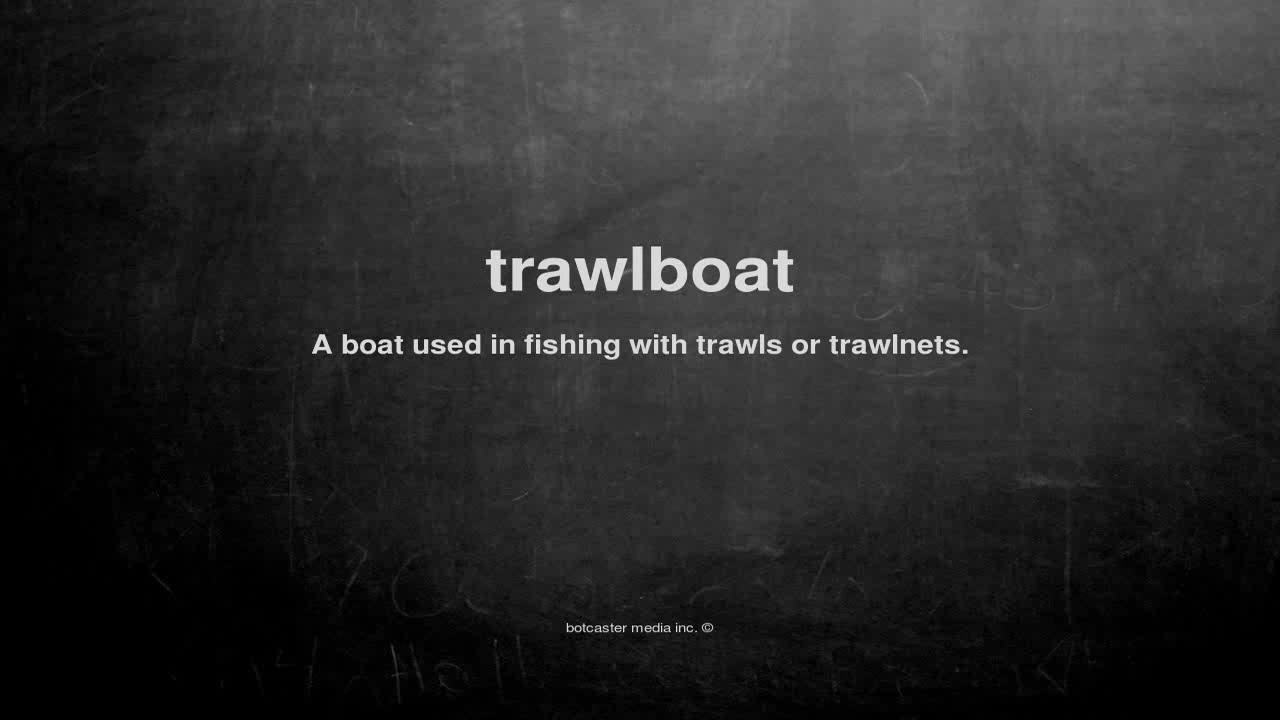 trawlboat
A boat used in fishing with trawls or trawlnets.
botcaster media inc. ©